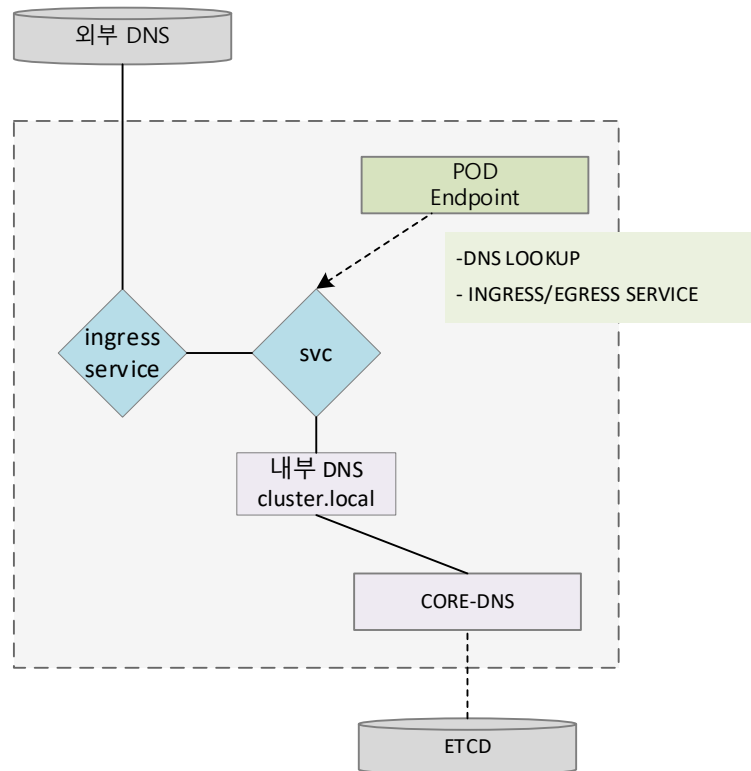 외부 DNS
POD
Endpoint
-DNS LOOKUP
- INGRESS/EGRESS SERVICE
ingress
service
svc
내부 DNS
cluster.local
CORE-DNS
ETCD